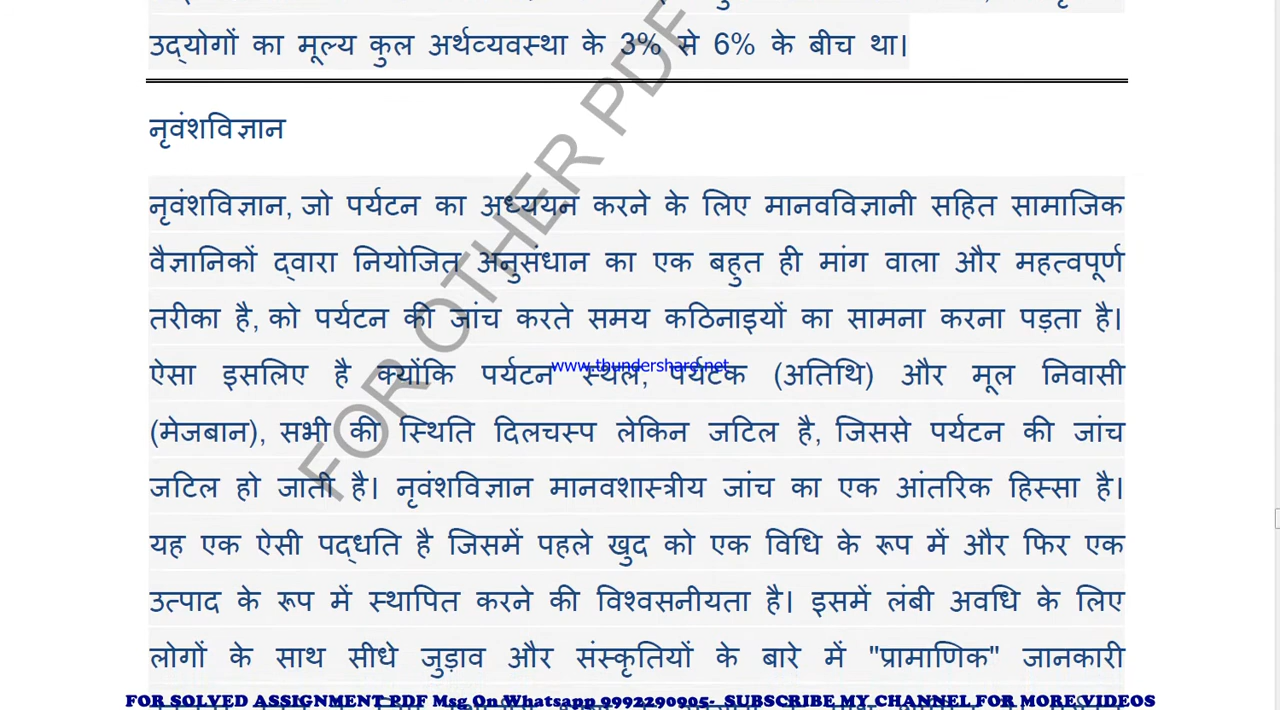 उद्योगों का मूल्य कुल अर्थव्यवस्था के 3% से 6% के बीच था।
नृवंशविज्ञान
नृवंशविज्ञान, जो पर्यटन का अध्ययन करने के लिए मानवविज्ञानी सहित सामाजिक
वैज्ञानिकों द्वारा नियोजित अनुसंधान का एक बहुत ही मांग वाला और महत्वपूर्ण
तरीका है, को पर्यटन की जांच करते समय कठिनाइयों का सामना करना पड़ता है।
ऐसा इसलिए है क्योंकि पर्यटन स्थल, पर्यटक (अतिथि) और मूल निवासी
www.thundershare.net
(मेजबान), सभी की स्थिति दिलचस्प लेकिन जटिल है, जिससे पर्यटन की जांच
जटिल हो जाती है। नृवंशविज्ञान मानवशास्त्रीय जांच का एक आंतरिक हिस्सा है।
यह एक ऐसी पद्धति है जिसमें पहले खुद को एक विधि के रूप में और फिर एक
उत्पाद के रूप में स्थापित करने की विश्वसनीयता है। इसमें लंबी अवधि के लिए
लोगों के साथ सीधे जुड़ाव और संस्कृतियों के बारे में "प्रामाणिक" जानकारी
FOR OTHER PDF
FOR SOLVED ASSIGNMENT PDF Msg On Whatsapp 9992290905- SUBSCRIBE MY CHANNEL FOR MORE VIDEOS